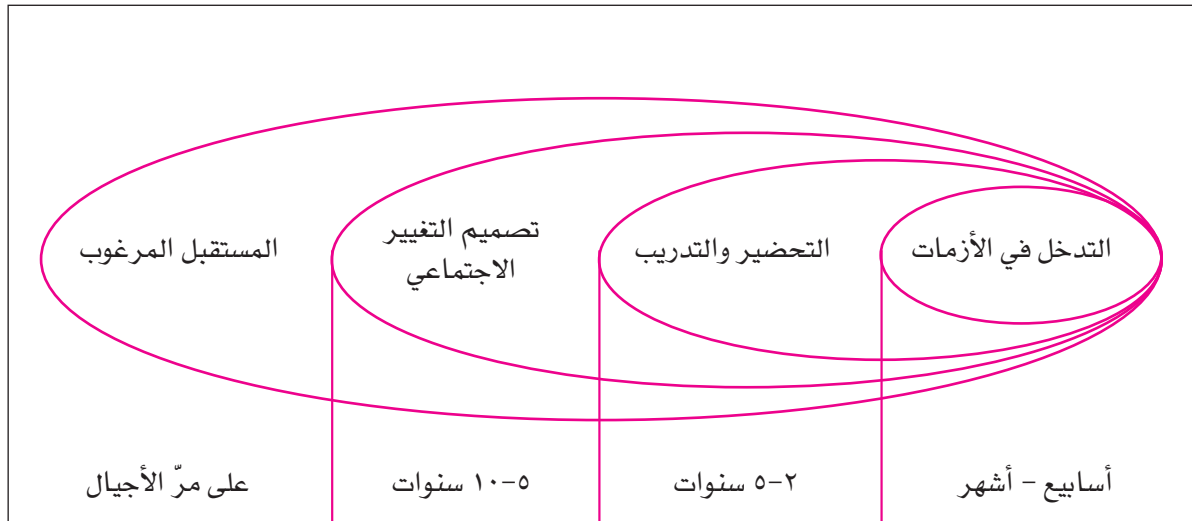 التدخل في الأزمات
التحضير والتدريب
تصميم التغيير
الاجتماعي
المستقبل المرغوب
أسابيع – أشهر
٢-٥ سنوات
٥-١٠ سنوات
على مرّ الأجيال